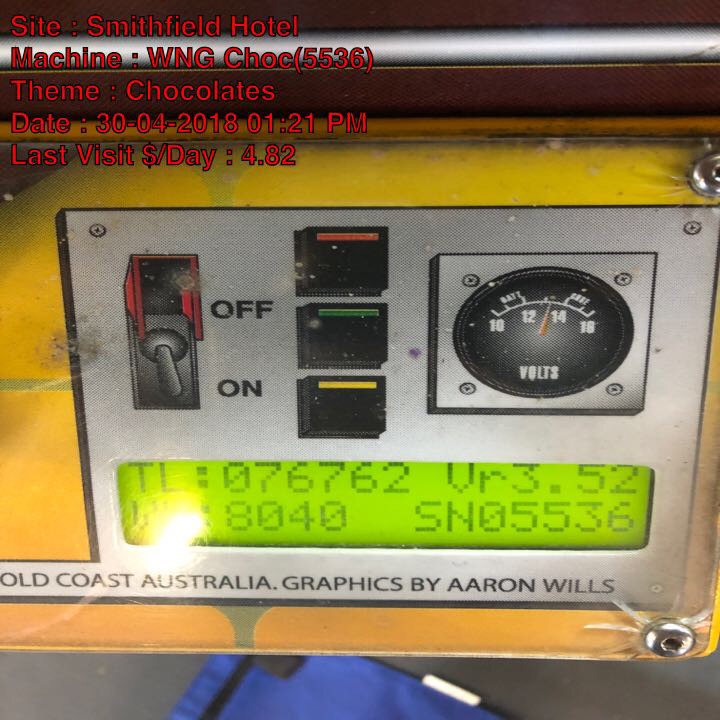 Site : Smithfield Hotel
Machine : WNG Choc(5536)
Theme : Chocolates
Date : 30-04-2018 01:21 PM
Last Visit $/Day : 4.82
OFF
ON
BATT
10 12 14 16
VOLTS
TL:076762 Vr3.52
:8040 SN05536
OLD COAST AUSTRALIA. GRAPHICS BY AARON WILLS